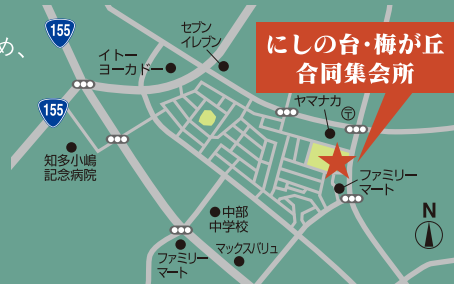 155
め、
セブン
イレブン
にしの台・梅が丘
合同集会所
イトー
ヨーカドー
155
ヤマナカ
〒
知多小嶋
記念病院
ファミリー
マート
中部
中学校
マックスバリュ
ファミリー
マート
N